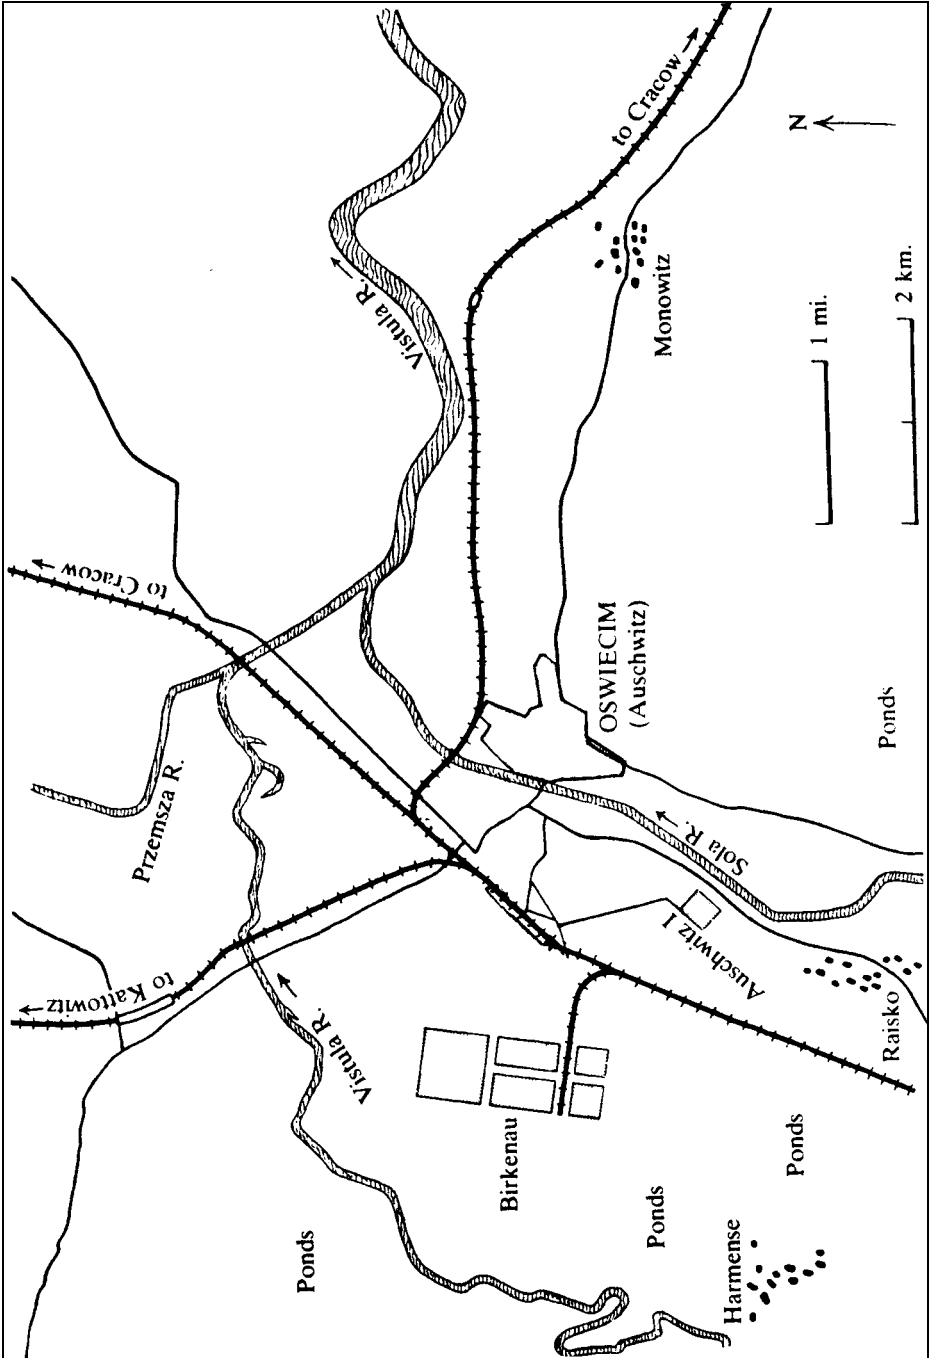 to Cracow
N
Vistula R.
Monowitz
1 mi.
2 km.
to Cracow
OSWIECIM
(Auschwitz)
Ponds
Przemsza R.
Sola R.
to Kattowitz
Auschwitz I
Vistula R.
Raisko
Birkenau
Ponds
Ponds
Ponds
Harmense